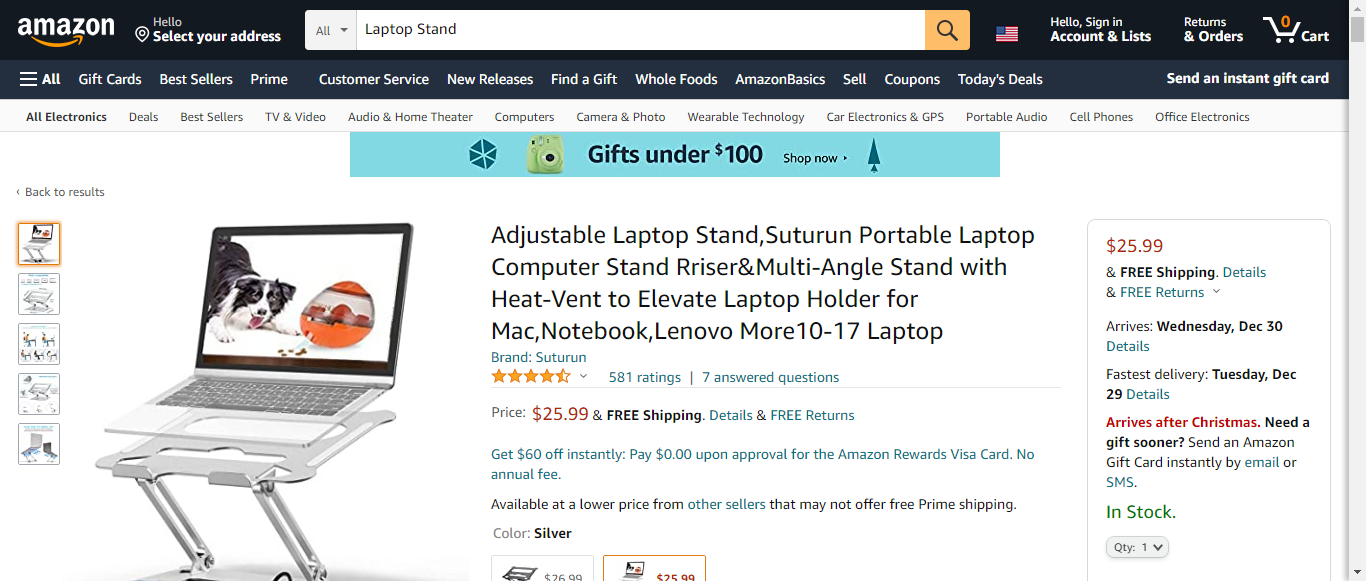 amazon
Hello
Select your address
All
Laptop Stand
Hello, Sign in
Account & Lists
Returns
& Orders
0
Cart
All
Gift Cards
Best Sellers
Prime
Customer Service
New Releases
Find a Gift
Whole Foods
AmazonBasics
Sell
Coupons
Today's Deals
Send an instant gift card
All Electronics
Deals
Best Sellers
TV & Video
Audio & Home Theater
Computers
Camera & Photo
Wearable Technology
Car Electronics & GPS
Portable Audio
Cell Phones
Office Electronics
Gifts under $100
Shop now ›
‹ Back to results
Adjustable Laptop Stand,Suturun Portable Laptop
Computer Stand Rriser&Multi-Angle Stand with
Heat-Vent to Elevate Laptop Holder for
Mac,Notebook,Lenovo More10-17 Laptop
Brand: Suturun
581 ratings | 7 answered questions
Price: $25.99 & FREE Shipping. Details & FREE Returns
Get $60 off instantly: Pay $0.00 upon approval for the Amazon Rewards Visa Card. No
annual fee.
Available at a lower price from other sellers that may not offer free Prime shipping.
Color: Silver
$26.99
$25.99
$25.99
& FREE Shipping. Details
& FREE Returns
Arrives: Wednesday, Dec 30
Details
Fastest delivery: Tuesday, Dec
29 Details
Arrives after Christmas. Need a
gift sooner? Send an Amazon
Gift Card instantly by email or
SMS.
In Stock.
Qty: 1